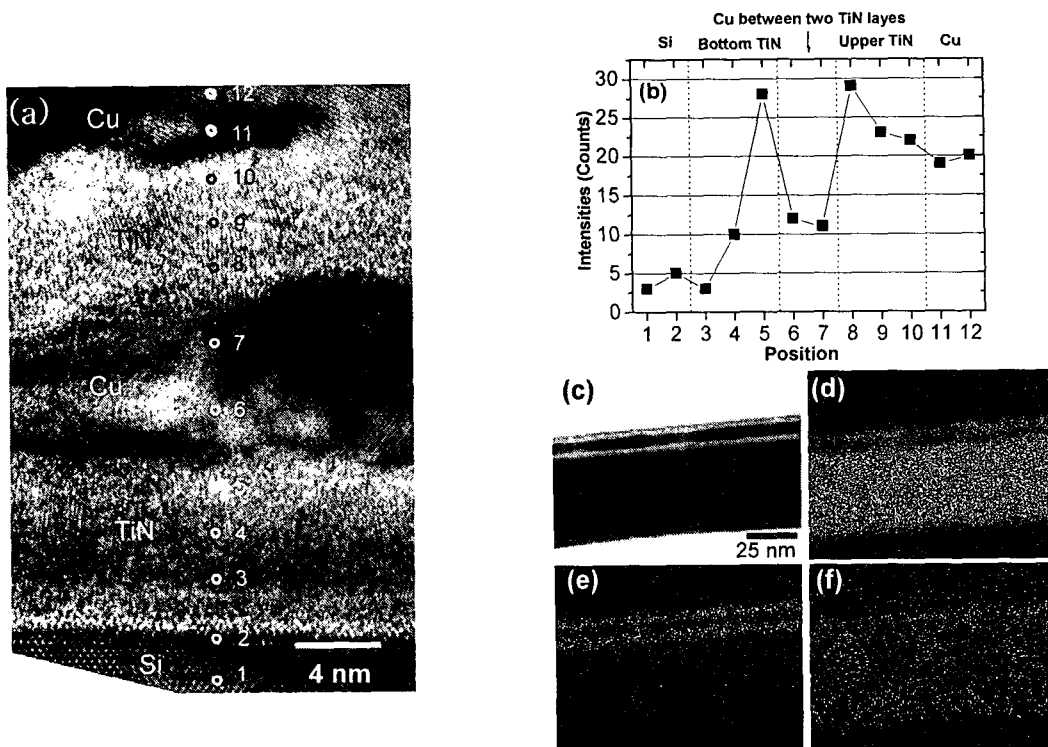 (a)
Cu
12
11
10
TiN
9
8
7
Cu
6
5
TiN
4
3
2
Si
1
4 nm
Cu between two TiN layes
Si Bottom TiN Upper TiN Cu
(b)
30
25
20
15
10
5
0
Intensities (Counts)
1 2 3 4 5 6 7 8 9 10 11 12
Position
(c)
25 nm
(d)
(e)
(f)